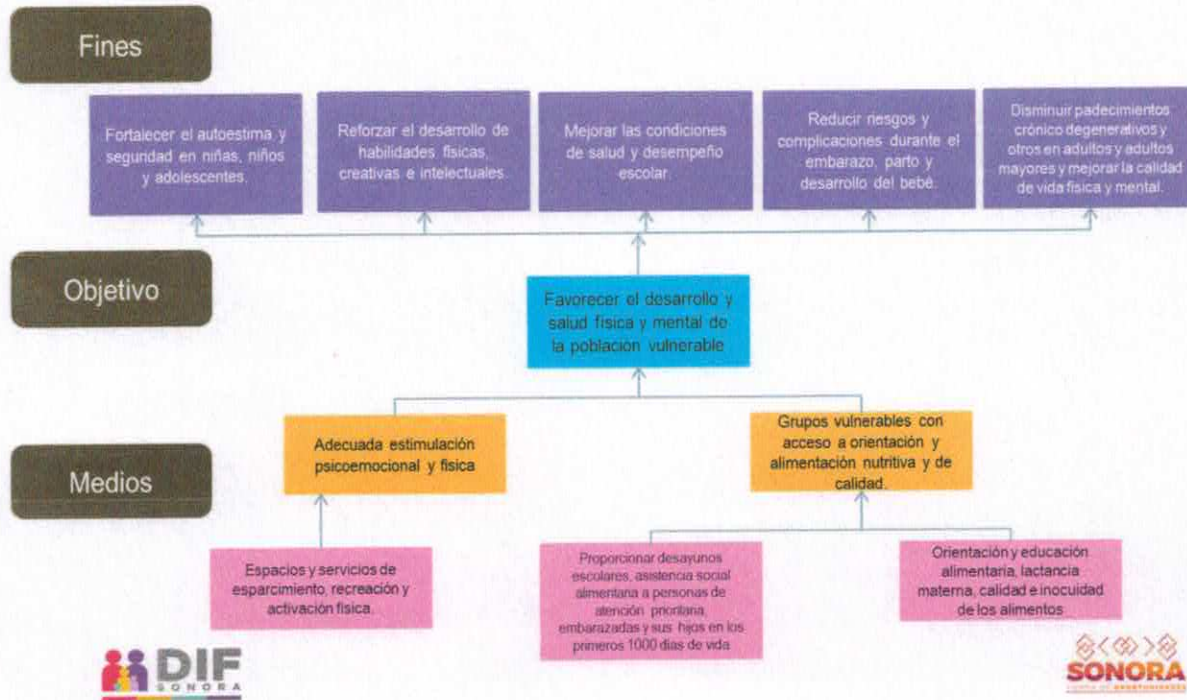 Fines
Fortalecer el autoestima y
seguridad en niñas, niños
y adolescentes.
Reforzar el desarrollo de
habilidades físicas,
creativas e intelectuales.
Mejorar las condiciones
de salud y desempeño
escolar.
Reducir riesgos y
complicaciones durante el
embarazo, parto y
desarrollo del bebé.
Disminuir padecimientos
crónico degenerativos y
otros en adultos y adultos
mayores y mejorar la calidad
de vida física y mental.
Objetivo
Favorecer el desarrollo y
salud física y mental de
la población vulnerable
Medios
Adecuada estimulación
psicoemocional y física
Grupos vulnerables con
acceso a orientación y
alimentación nutritiva y de
calidad.
Espacios y servicios de
esparcimiento, recreación y
activación física.
Proporcionar desayunos
escolares, asistencia social
alimentaria a personas de
atención prioritaria,
embarazadas y sus hijos en los
primeros 1000 días de vida
Orientación y educación
alimentaria, lactancia
materna, calidad e inocuidad
de los alimentos
DIF
SONORA
SONORA